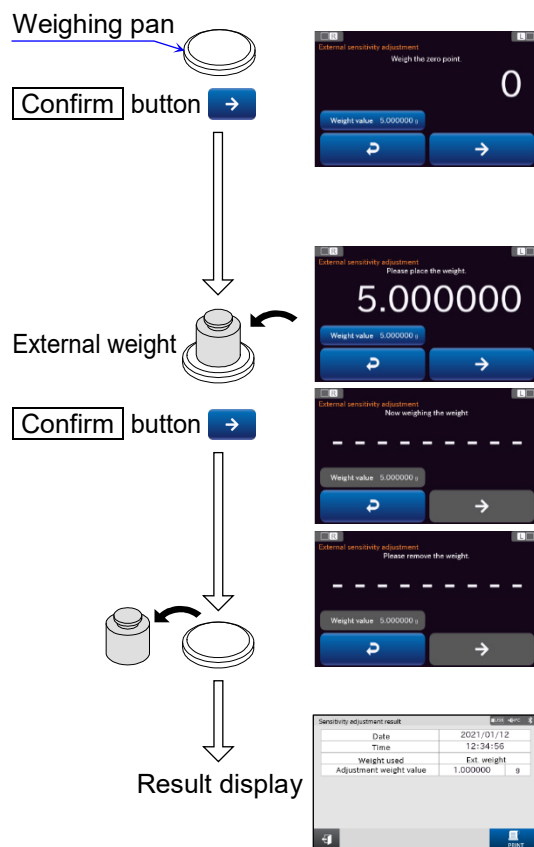 Weighing pan
R L
External sensitivity adjustment
Weigh the zero point.
0
Confirm button
Weight value 5.000000 g
R L
External sensitivity adjustment
Please place the weight.
5.000000
Weight value 5.000000 g
External weight
R L
External sensitivity adjustment
Now weighing the weight
Confirm button
- - - - - - - - -
Weight value 5.000000 g
R L
External sensitivity adjustment
Please remove the weight.
- - - - - - - - -
Weight value 5.000000 g
Sensitivity adjustment result
Date 2021/01/12
Time 12:34:56
Weight used Ext. weight
Adjustment weight value 1.000000 g
Result display
PRINT